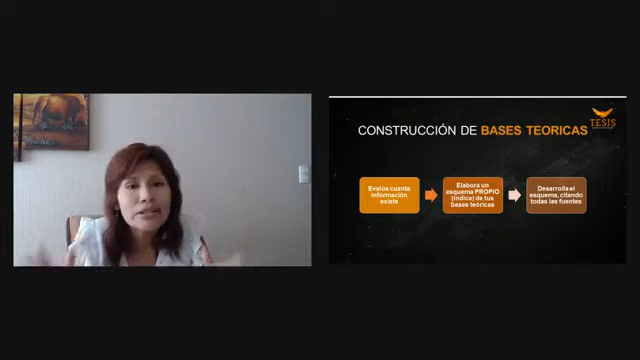 CONSTRUCCIÓN DE BASES TEORICAS
TESIS
Evalúa cuanta
información
existe
Elabora un
esquema PROPIO
(índice) de tus
bases teóricas
Desarrolla el
esquema, citando
todas las fuentes